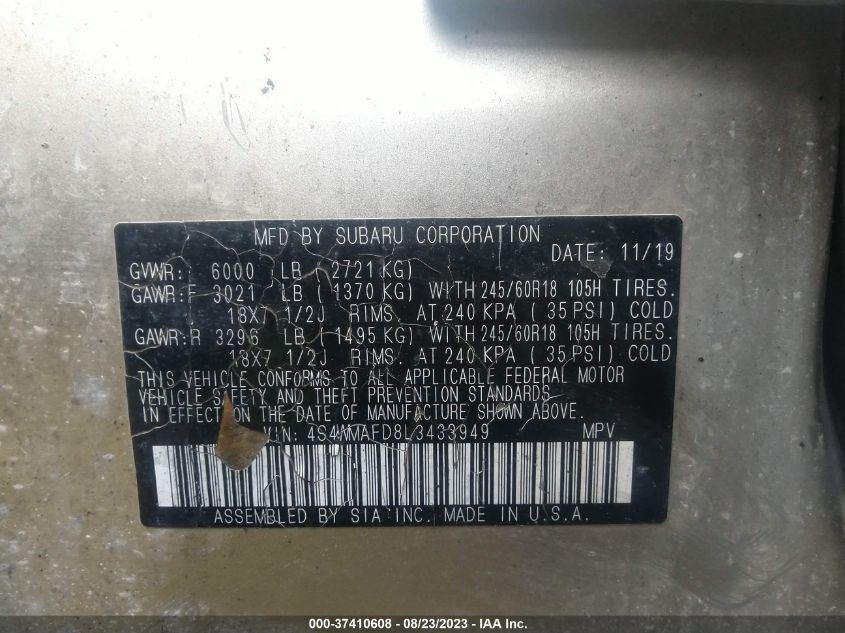 MFD BY SUBARU CORPORATION
DATE: 11/19
GVWR: 6000 LB (2721 KG)
GAWR:F 3021 LB (1370 KG) WITH 245/60R18 105H TIRES.
18X7 1/2J RIMS. AT 240 KPA (35 PSI) COLD
GAWR:R 3296 LB (1495 KG) WITH 245/60R18 105H TIRES.
18X7 1/2J RIMS. AT 240 KPA (35 PSI) COLD
THIS VEHICLE CONFORMS TO ALL APPLICABLE FEDERAL MOTOR
VEHICLE SAFETY AND THEFT PREVENTION STANDARDS
IN EFFECT ON THE DATE OF MANUFACTURE SHOWN ABOVE.
VIN: 4S4WMAFD8L3433949 MPV
ASSEMBLED BY SIA INC. MADE IN U.S.A.
000-37410608 - 08/23/2023 - IAA Inc.